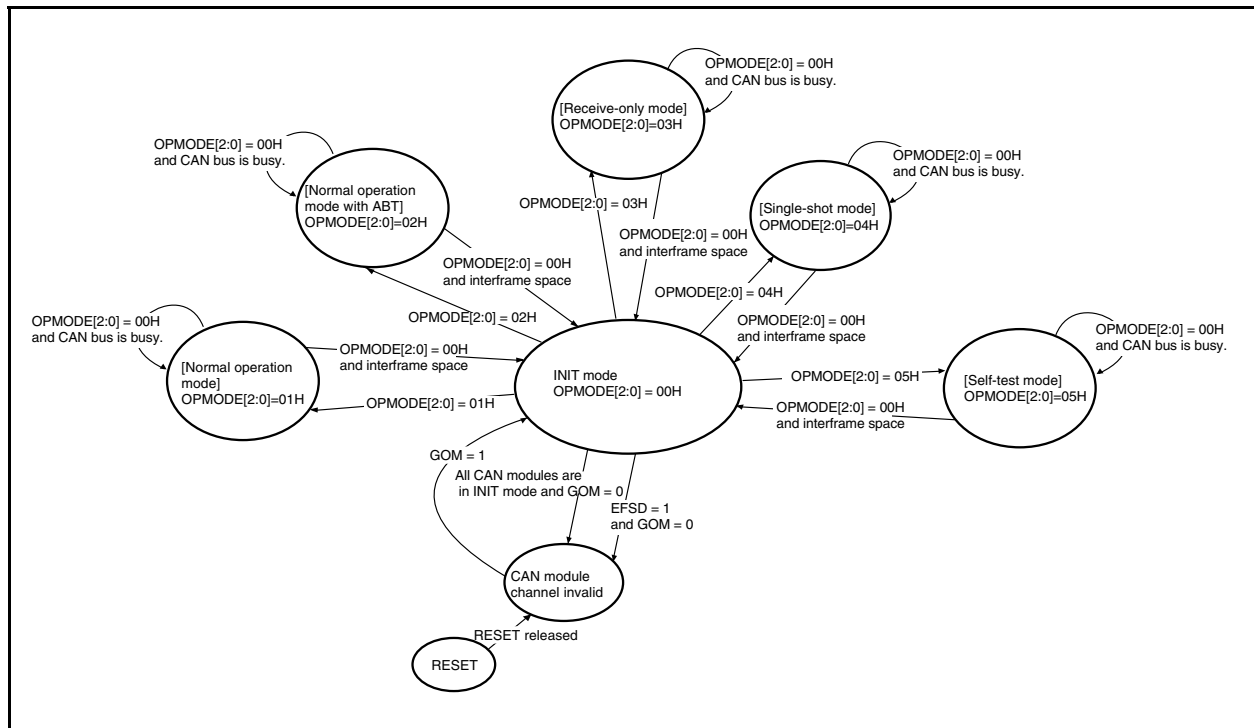 OPMODE[2:0] = 00H
and CAN bus is busy.
[Receive-only mode]
OPMODE[2:0]=03H
OPMODE[2:0] = 00H
and CAN bus is busy.
[Normal operation
mode with ABT]
OPMODE[2:0]=02H
OPMODE[2:0] = 00H
and CAN bus is busy.
[Single-shot mode]
OPMODE[2:0]=04H
OPMODE[2:0] = 03H
OPMODE[2:0] = 00H
and interframe space
OPMODE[2:0] = 00H
and interframe space
OPMODE[2:0] = 04H
OPMODE[2:0] = 02H
OPMODE[2:0] = 00H
and interframe space
OPMODE[2:0] = 00H
and CAN bus is busy.
[Normal operation
mode]
OPMODE[2:0]=01H
OPMODE[2:0] = 00H
and interframe space
OPMODE[2:0] = 01H
INIT mode
OPMODE[2:0] = 00H
OPMODE[2:0] = 05H
OPMODE[2:0] = 00H
and interframe space
OPMODE[2:0] = 00H
and CAN bus is busy.
[Self-test mode]
OPMODE[2:0]=05H
GOM = 1
All CAN modules are
in INIT mode and GOM = 0
EFSD = 1
and GOM = 0
CAN module
channel invalid
RESET released
RESET